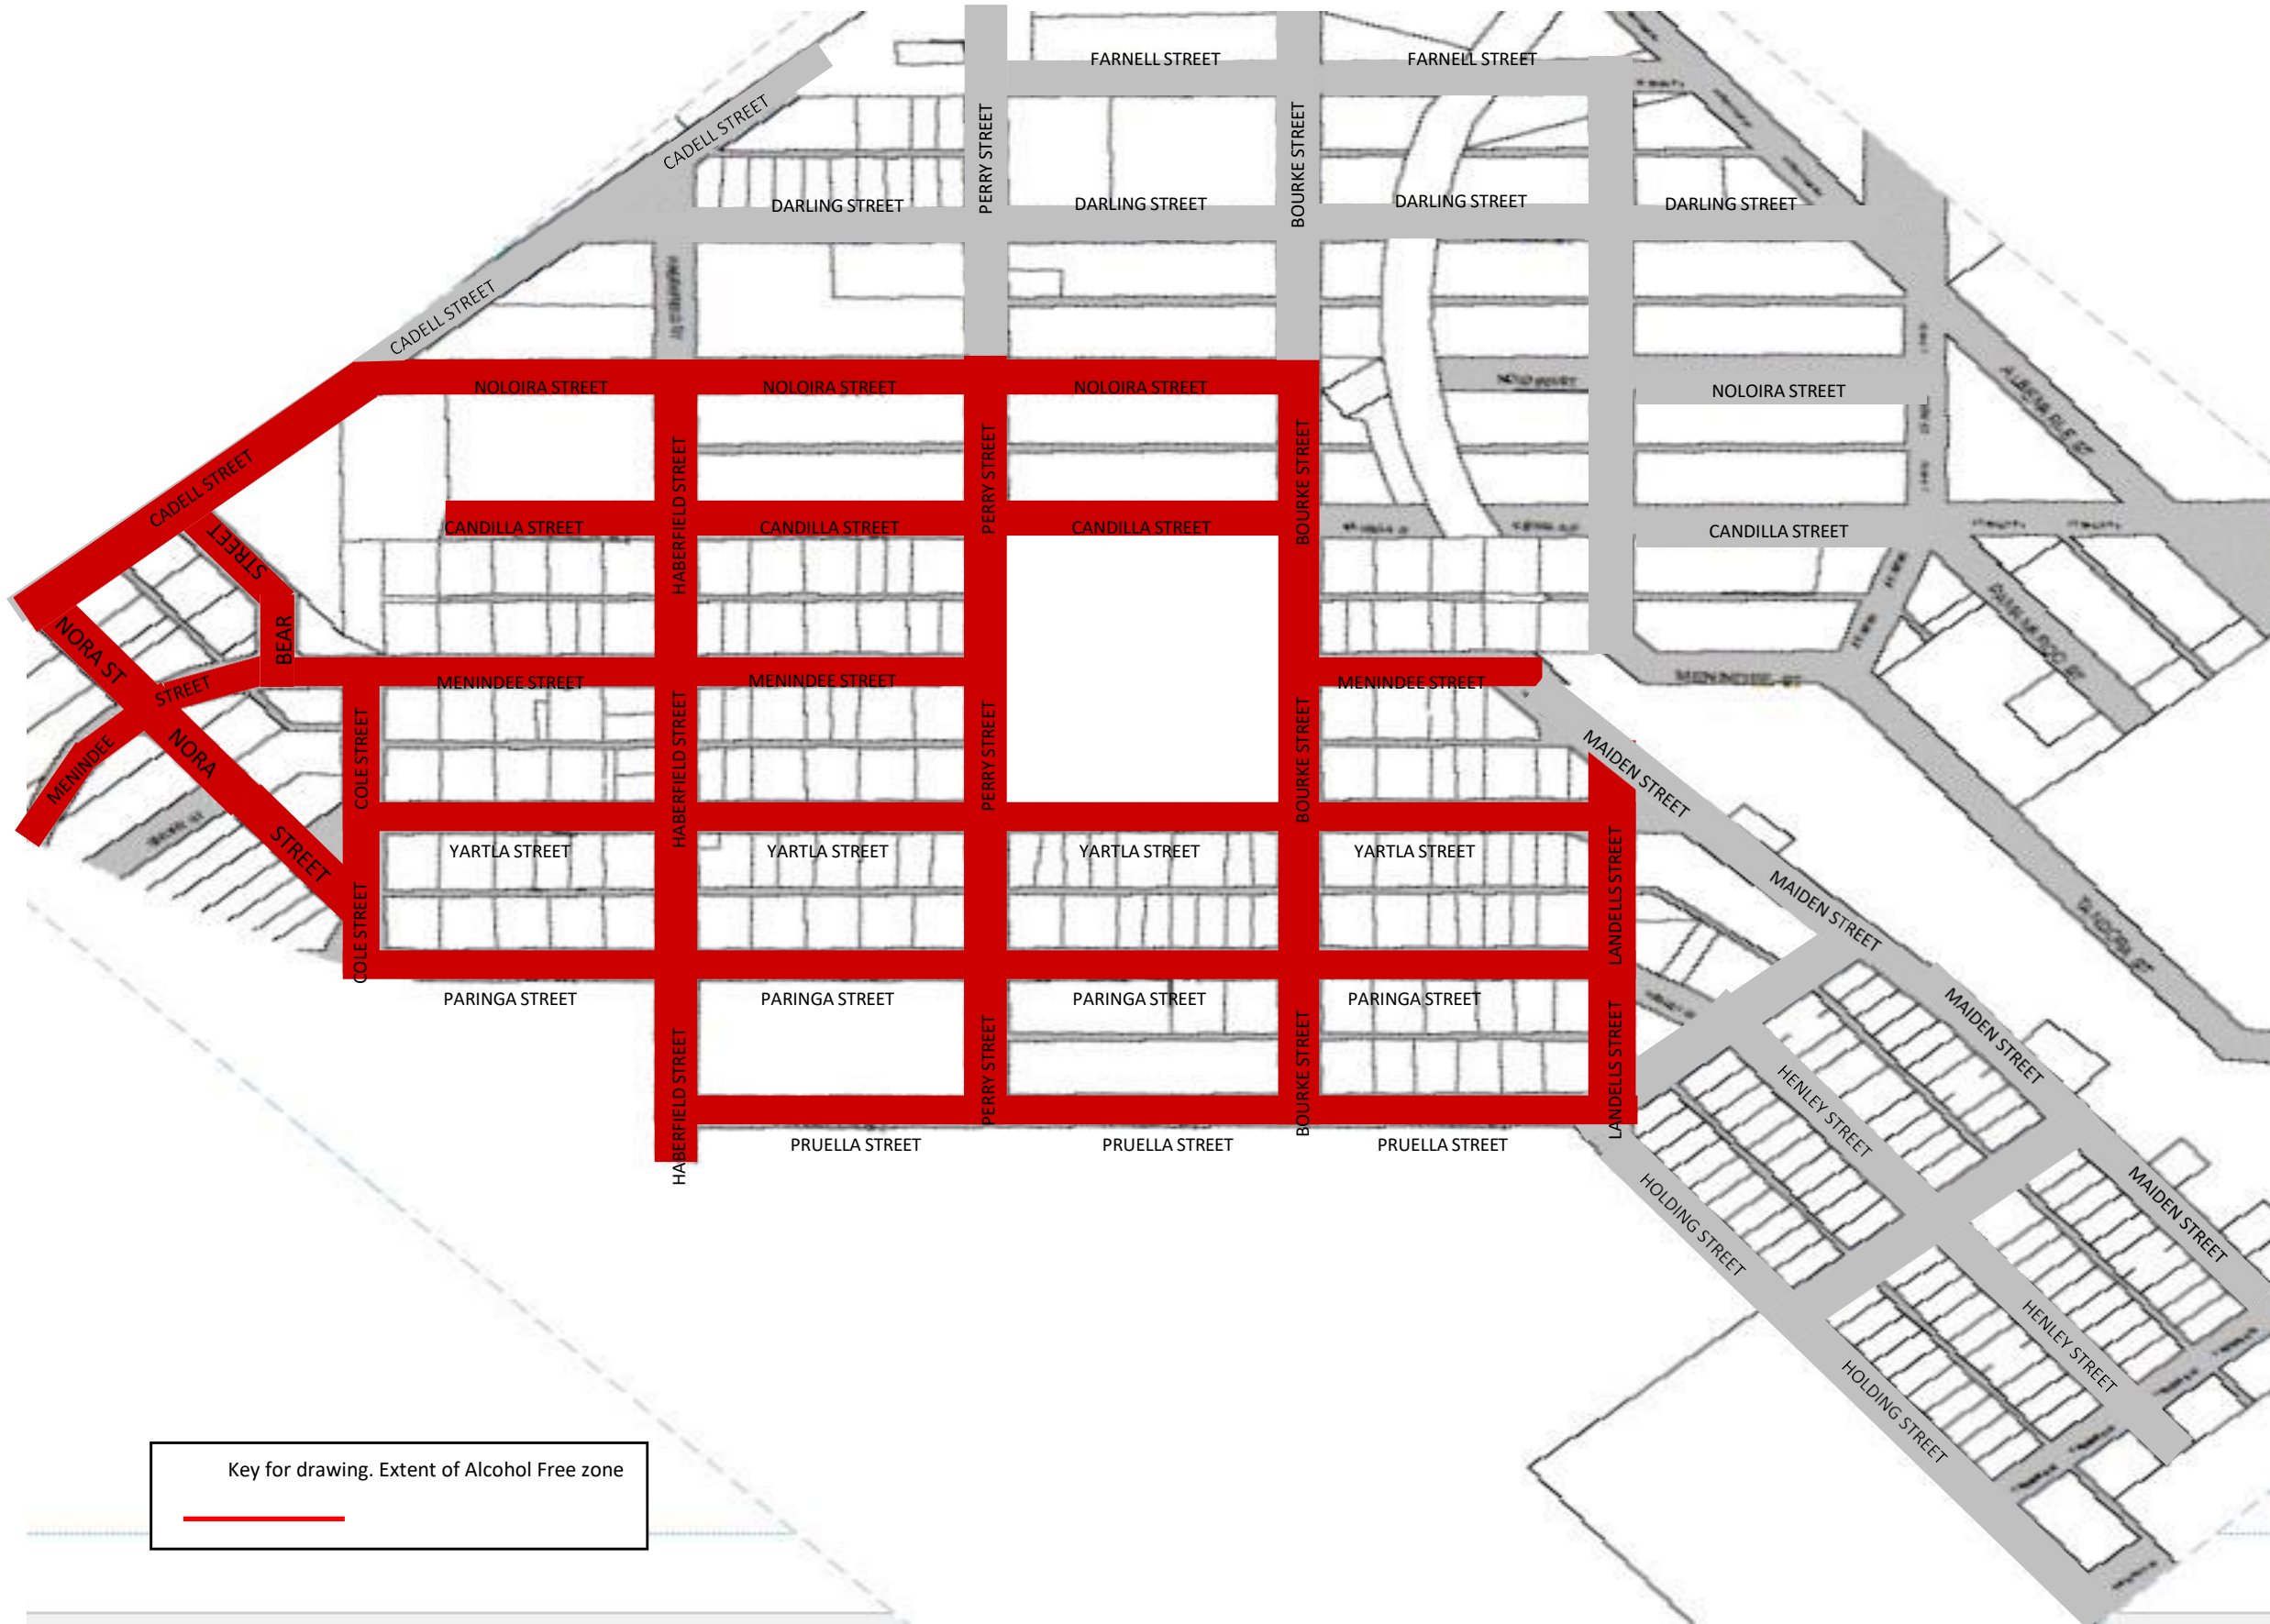 FARNELL STREET
FARNELL STREET
CADELL STREET
PERRY STREET
BOURKE STREET
DARLING STREET
DARLING STREET
DARLING STREET
DARLING STREET
CADELL STREET
NOLOIRA STREET
NOLOIRA STREET
NOLOIRA STREET
NOLOIRA STREET
ALBEMARLE ST
CADELL STREET
HABERFIELD STREET
PERRY STREET
BOURKE STREET
CANDILLA STREET
CANDILLA STREET
CANDILLA STREET
CANDILLA STREET
STREET
BEAR
NORA ST
STREET
MENINDEE
MENINDEE STREET
MENINDEE STREET
MENINDEE STREET
MENINDEE ST
NORA
STREET
COLE STREET
HABERFIELD STREET
PERRY STREET
BOURKE STREET
MAIDEN STREET
YARTLA STREET
YARTLA STREET
YARTLA STREET
YARTLA STREET
LANDELLS STREET
MAIDEN STREET
COLE STREET
PARINGA STREET
PARINGA STREET
PARINGA STREET
PARINGA STREET
MAIDEN STREET
HABERFIELD STREET
PERRY STREET
BOURKE STREET
LANDELLS STREET
HENLEY STREET
PRUELLA STREET
PRUELLA STREET
PRUELLA STREET
HOLDING STREET
MAIDEN STREET
HENLEY STREET
HOLDING STREET
Key for drawing. Extent of Alcohol Free zone